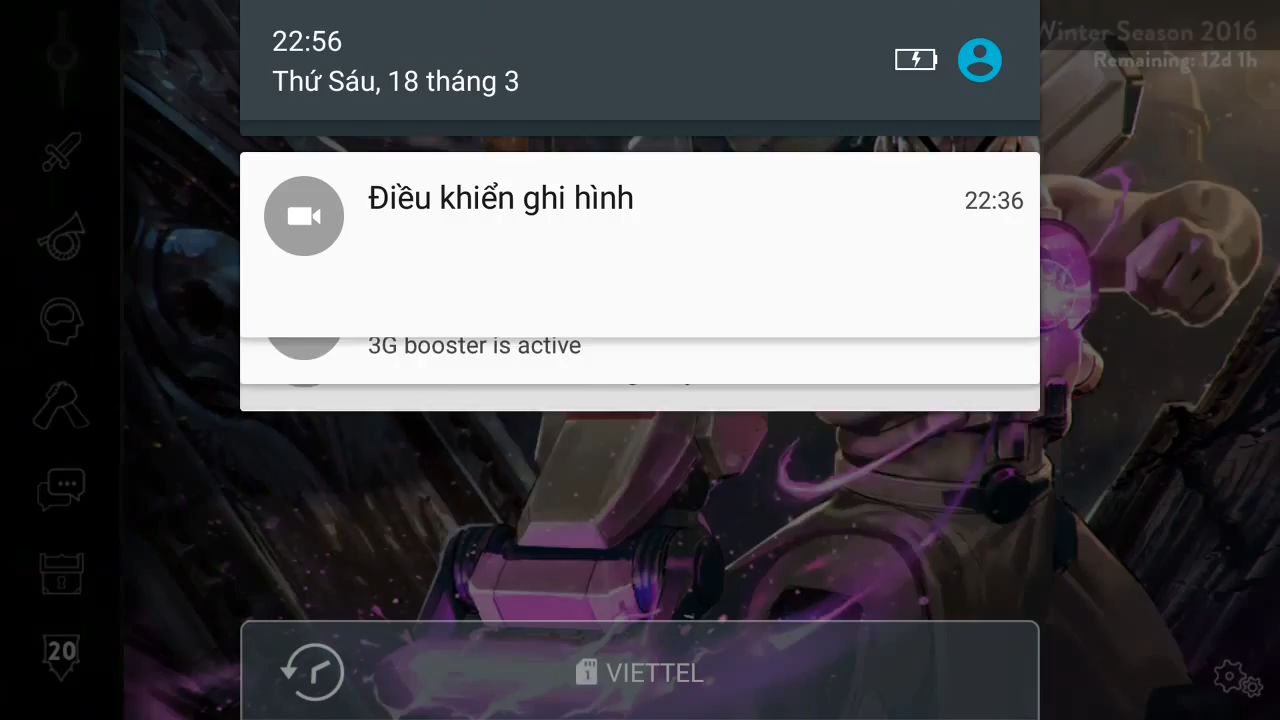 22:56
Thứ Sáu, 18 tháng 3
Winter Season 2016
Remaining: 12d 1h
Điều khiển ghi hình
22:36
3G booster is active
20
1
VIETTEL